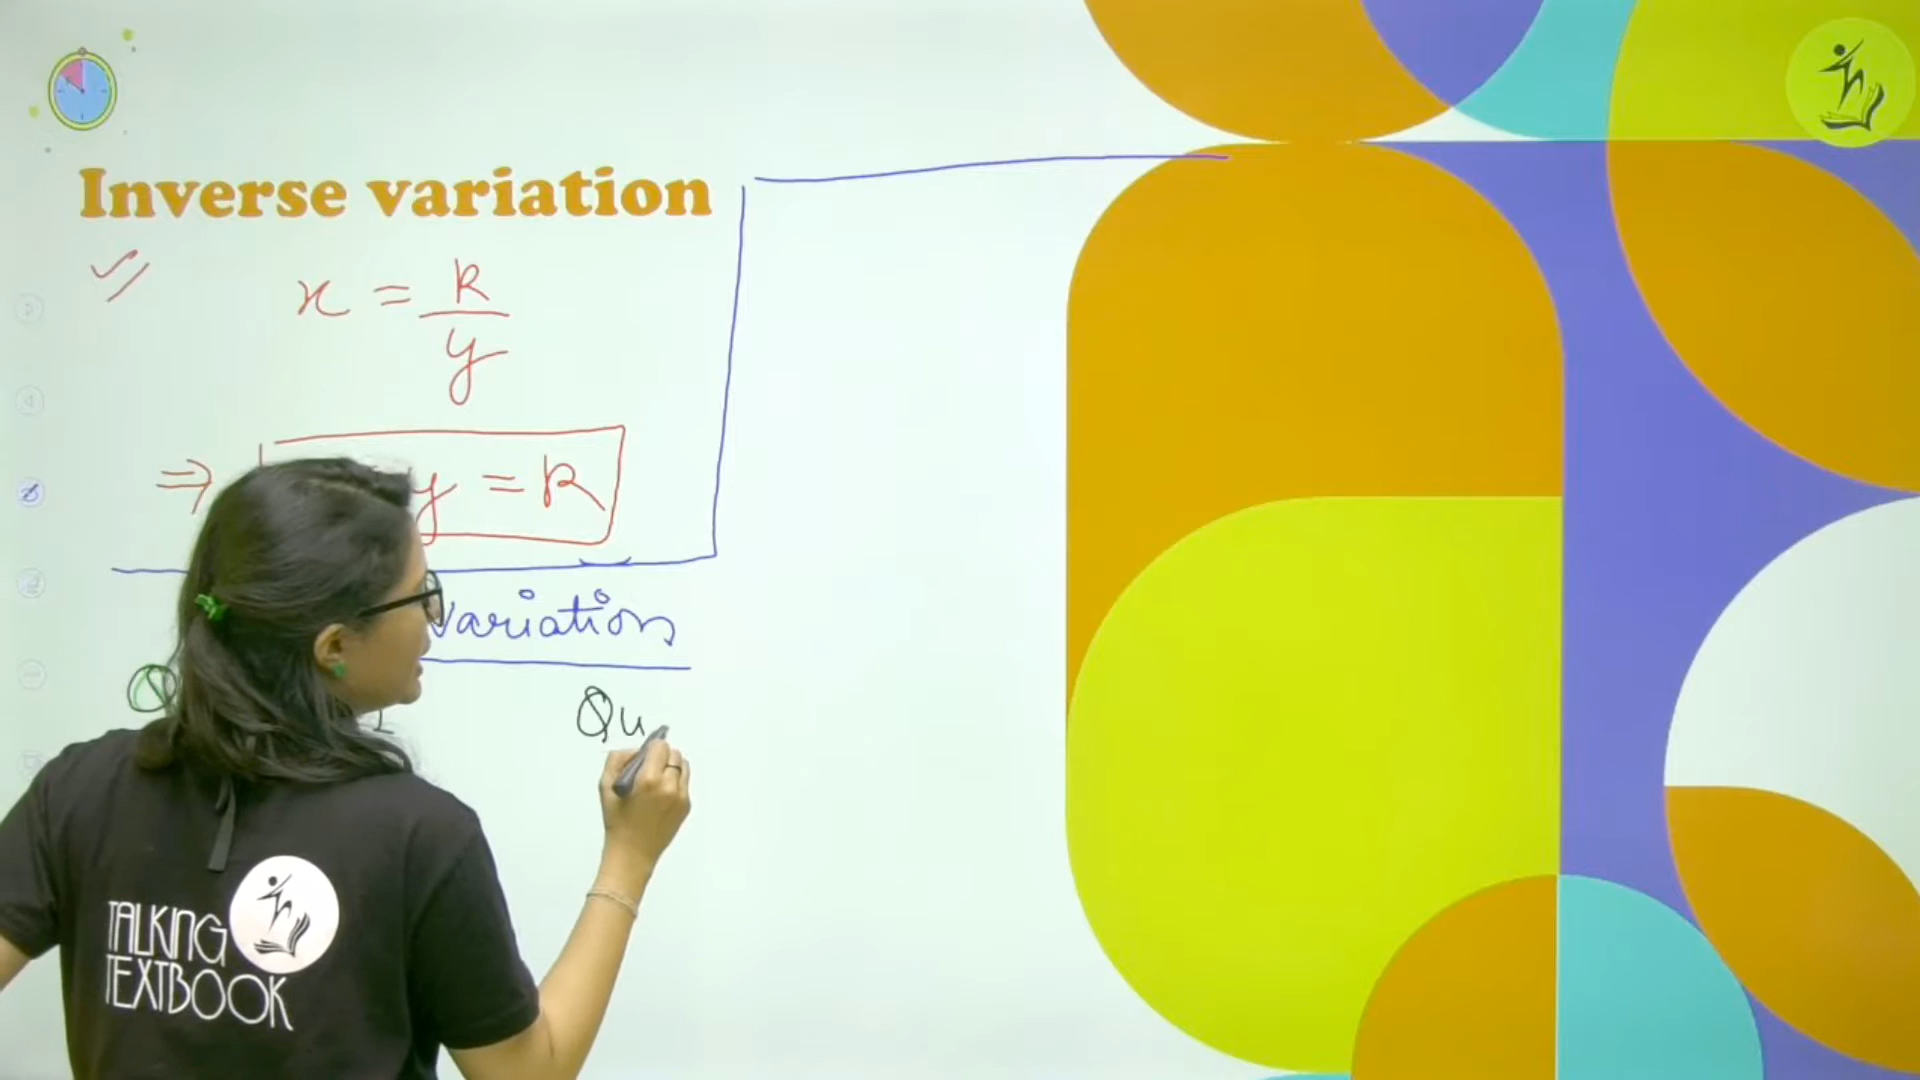 Inverse variation
x = k
y
⇒ y = k
variation
Qu
TALKING
TEXTBOOK